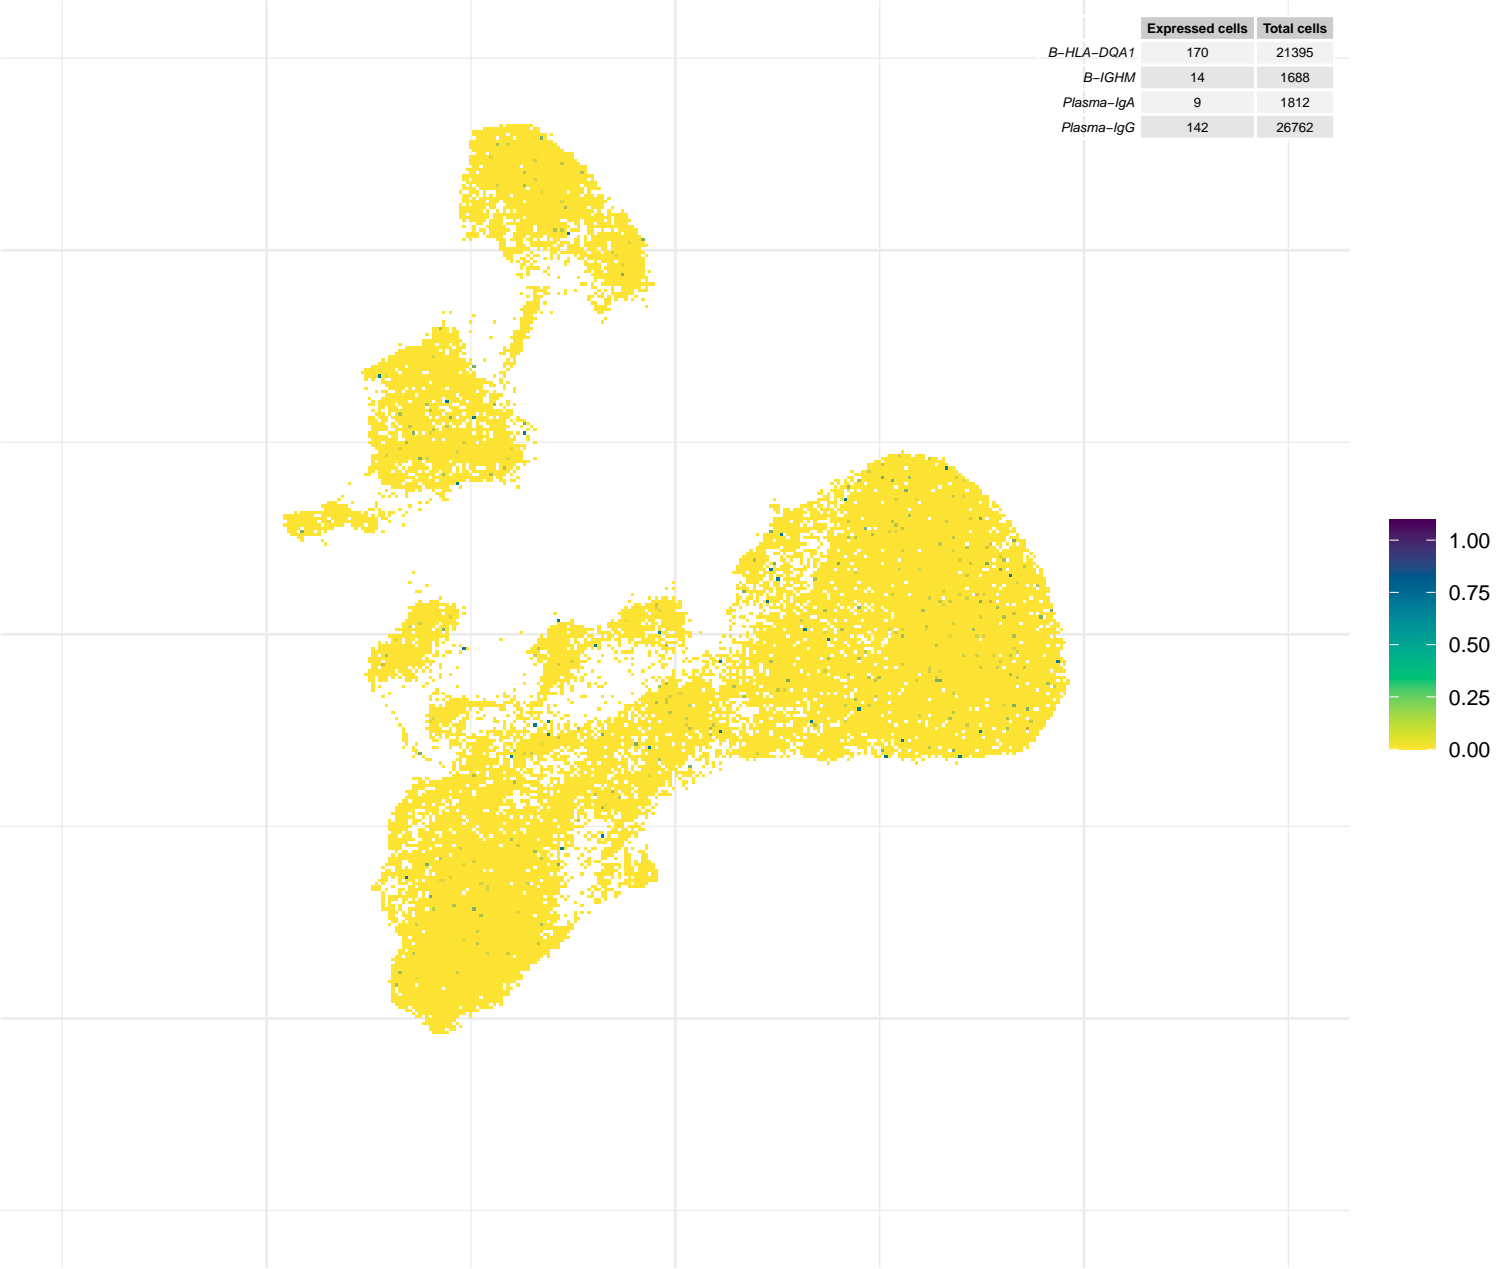 Expressed cells Total cells
B−HLA−DQA1 170 21395
B−IGHM 14 1688
Plasma−IgA 9 1812
Plasma−IgG 142 26762
1.00
0.75
0.50
0.25
0.00